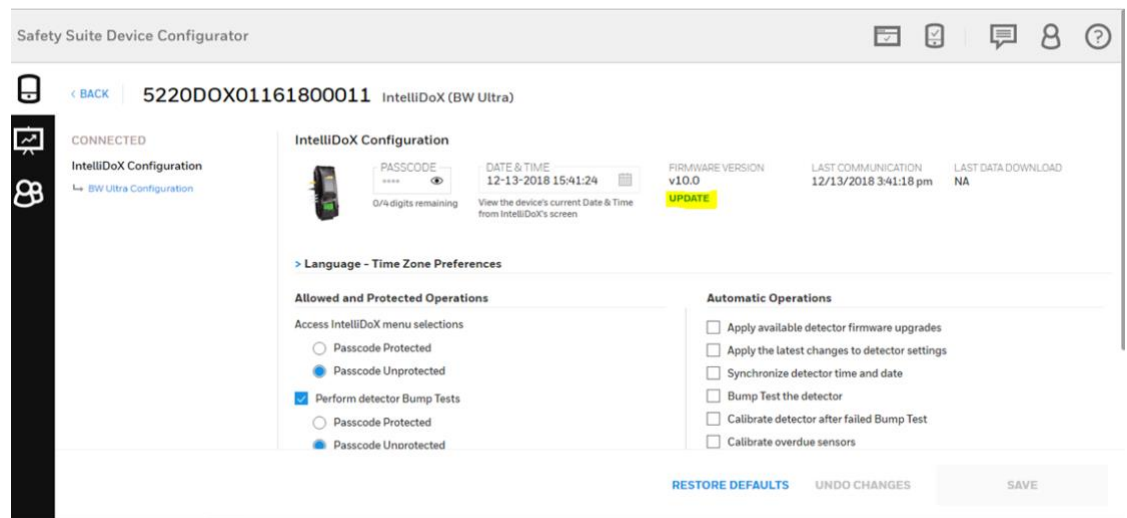 Safety Suite Device Configurator
< BACK
5220DOX01161800011 IntelliDoX (BW Ultra)
CONNECTED
IntelliDoX Configuration
BW Ultra Configuration
IntelliDoX Configuration
PASSCODE
----
0/4 digits remaining
DATE & TIME
12-13-2018 15:41:24
View the device's current Date & Time
from IntelliDoX's screen
FIRMWARE VERSION
v10.0
UPDATE
LAST COMMUNICATION
12/13/2018 3:41:18 pm
LAST DATA DOWNLOAD
NA
> Language - Time Zone Preferences
Allowed and Protected Operations
Access IntelliDoX menu selections
Passcode Protected
Passcode Unprotected
Perform detector Bump Tests
Passcode Protected
Passcode Unprotected
Automatic Operations
Apply available detector firmware upgrades
Apply the latest changes to detector settings
Synchronize detector time and date
Bump Test the detector
Calibrate detector after failed Bump Test
Calibrate overdue sensors
RESTORE DEFAULTS
UNDO CHANGES
SAVE